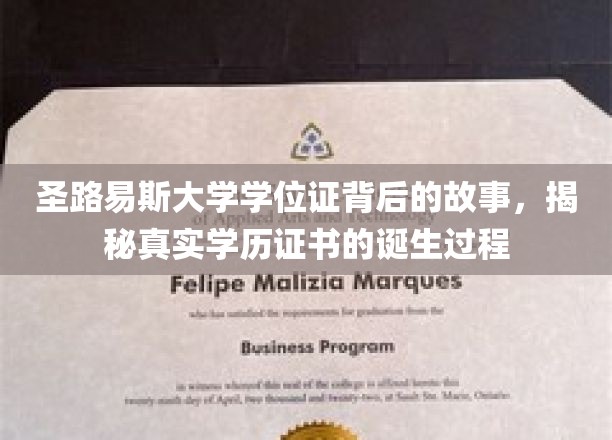 圣路易斯大学学位证背后的故事，揭
秘真实学历证书的诞生过程
of Applied Arts and Technology
Felipe Malizia Marques
who has satisfied the requirements for graduation from the
Business Program
in witness whereof this seal of the college is affixed hereto this
twenty-ninth day of April, two thousand and twenty-two, at Sault Ste. Marie, Ontario.